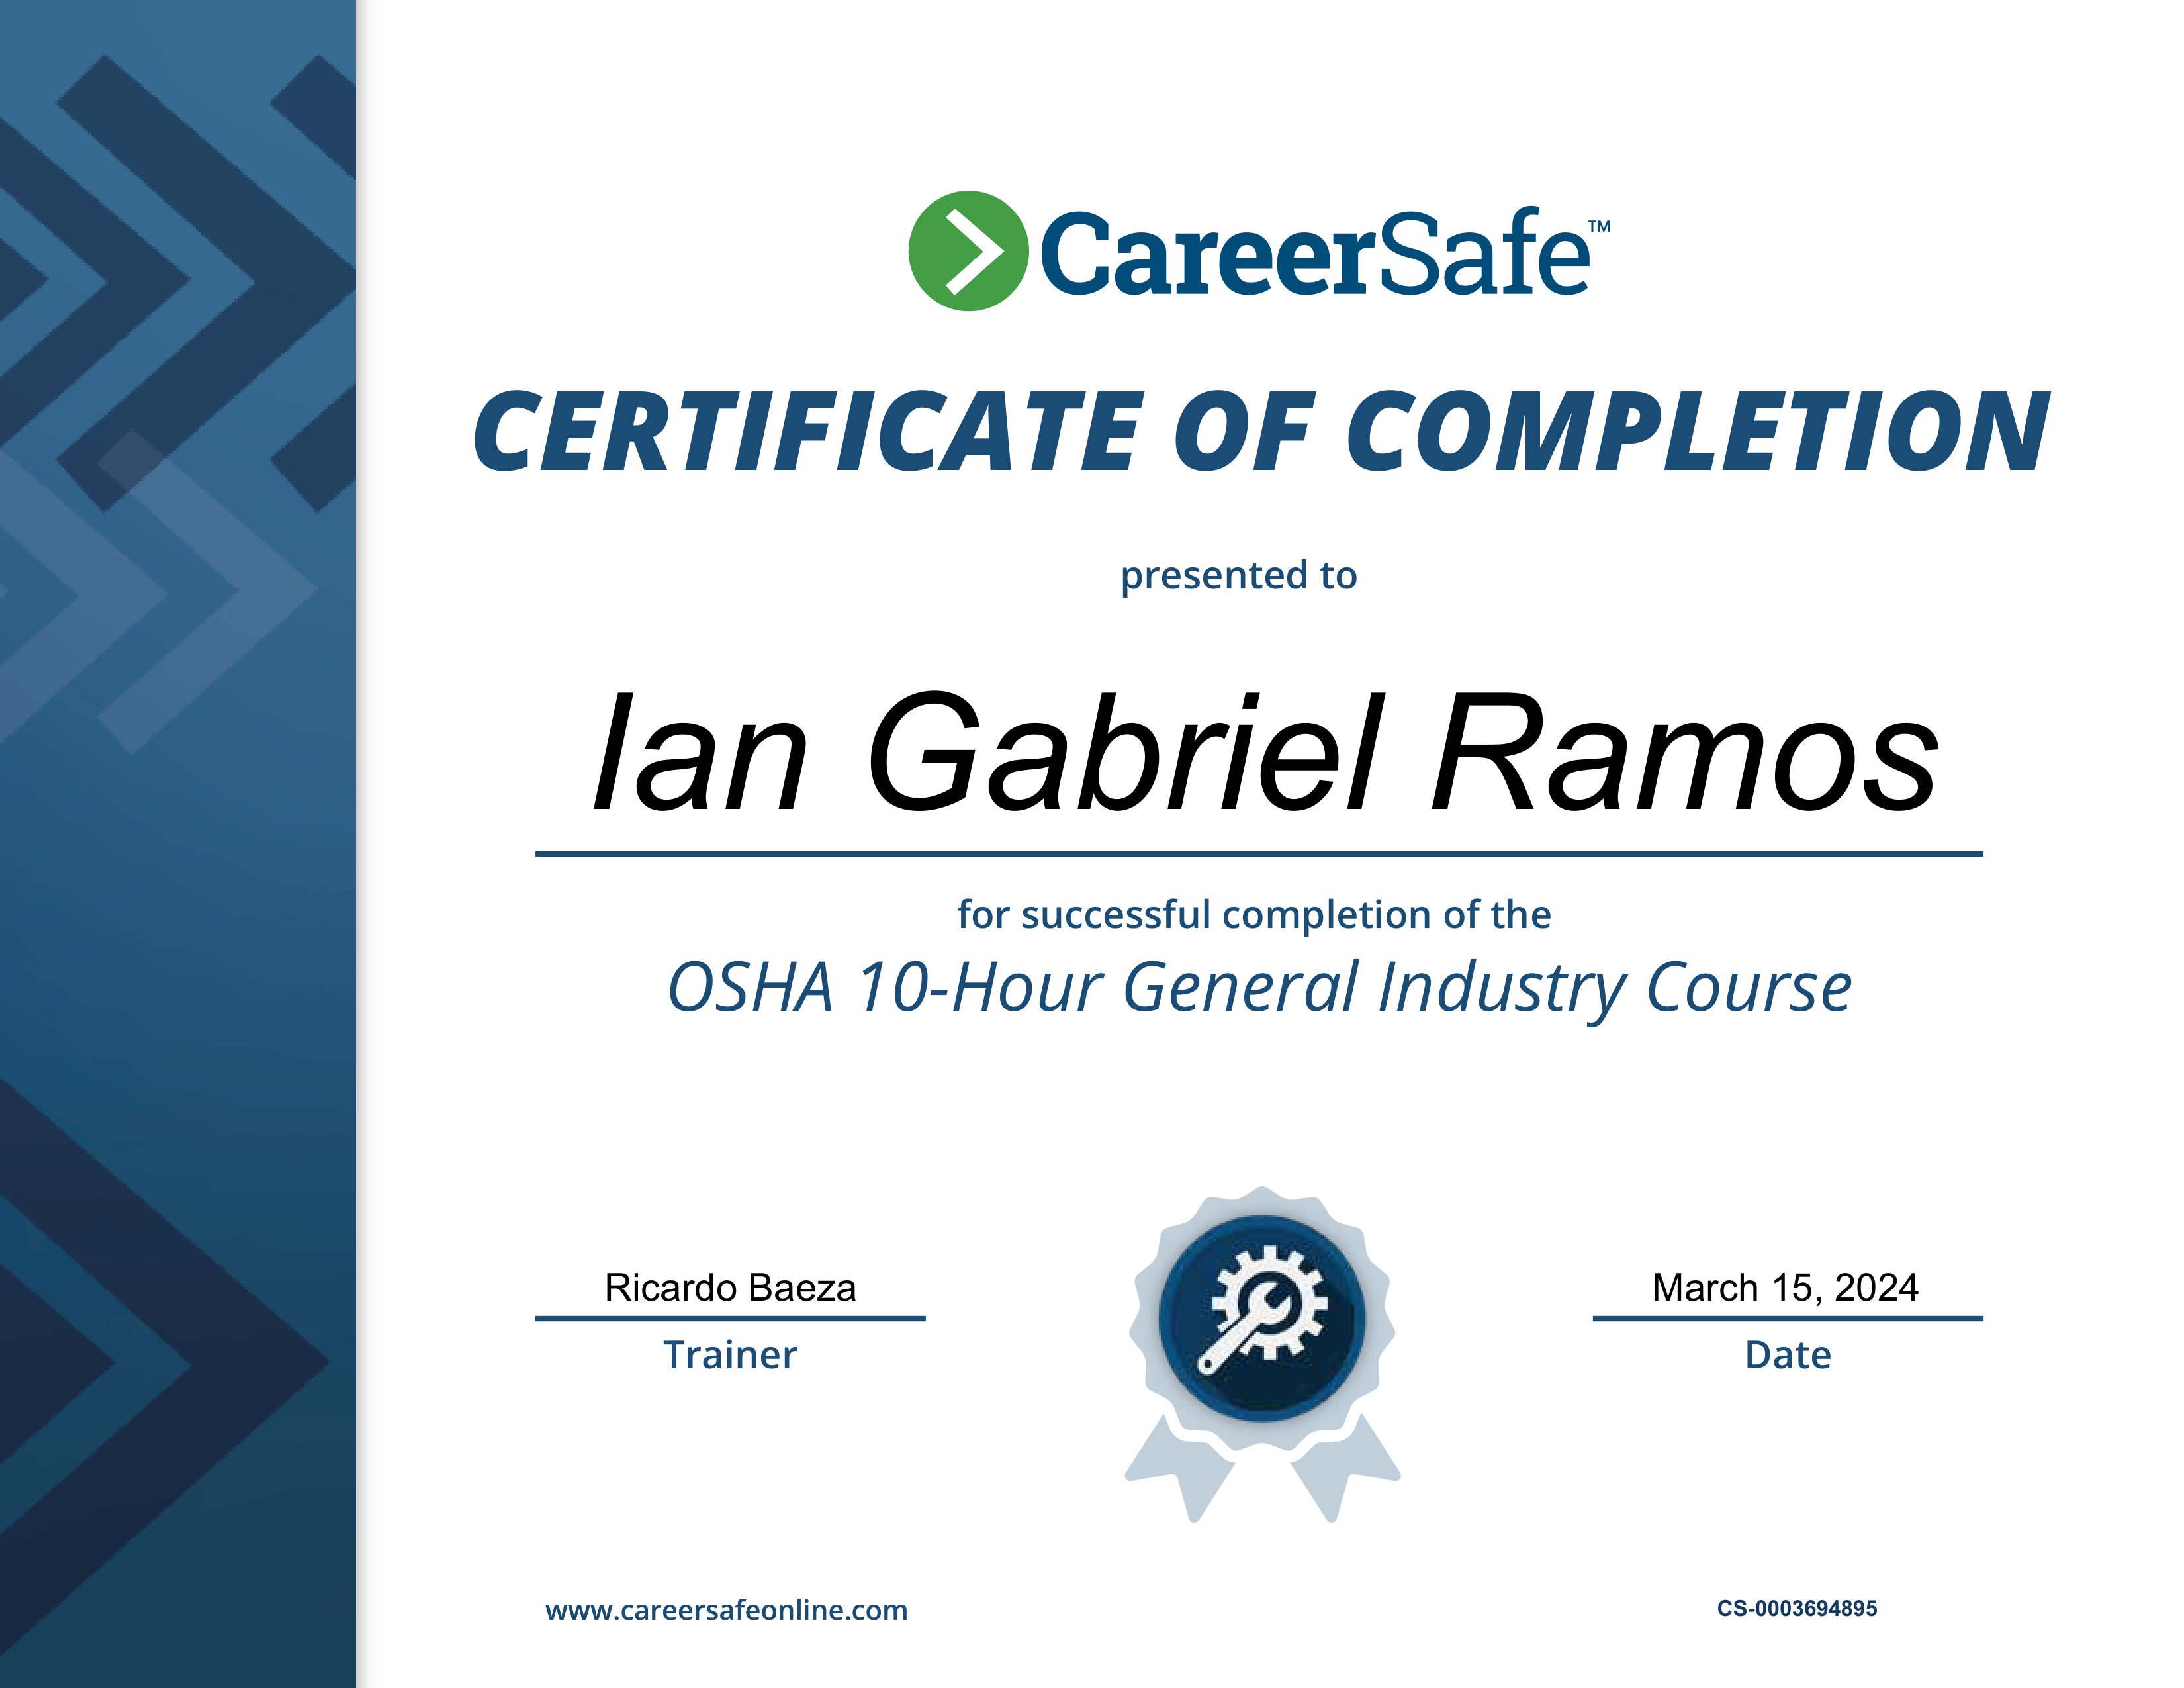 CareerSafe™
CERTIFICATE OF COMPLETION
presented to
Ian Gabriel Ramos
for successful completion of the
OSHA 10-Hour General Industry Course
Ricardo Baeza
Trainer
March 15, 2024
Date
www.careersafeonline.com
CS-0003694895